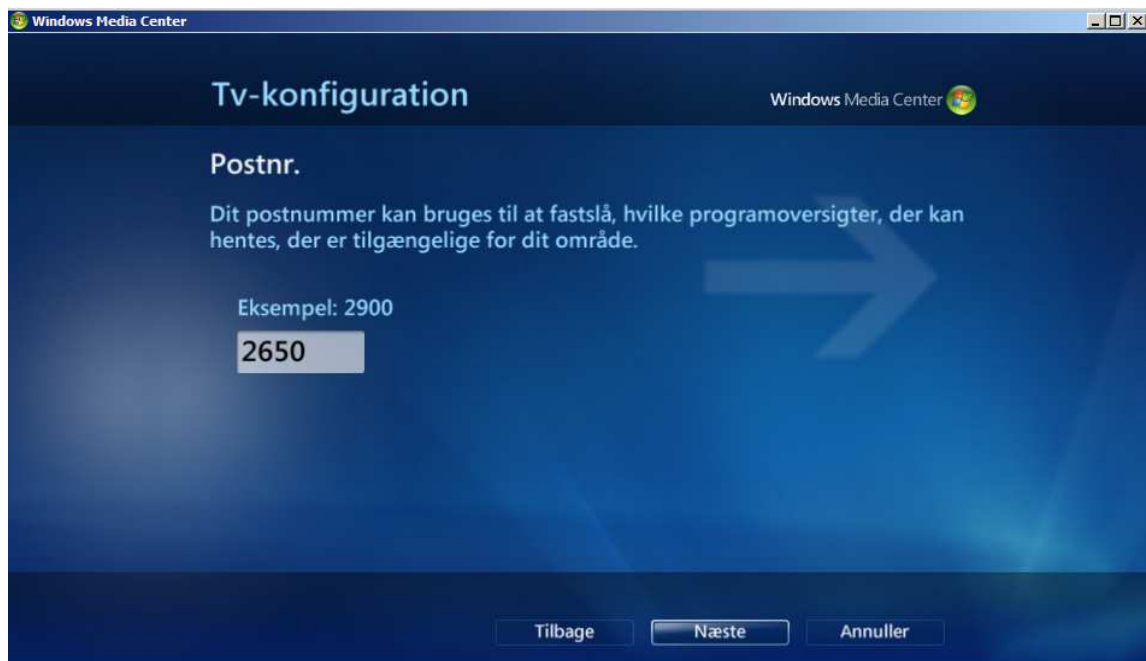 Windows Media Center
Tv-konfiguration
Windows Media Center
Postnr.
Dit postnummer kan bruges til at fastslå, hvilke programoversigter, der kan
hentes, der er tilgængelige for dit område.
Eksempel: 2900
2650
Tilbage
Næste
Annuller